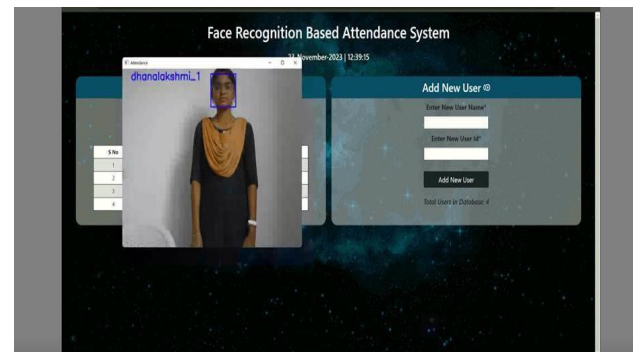 Face Recognition Based Attendance System
23-November-2023 | 12:39:15
Attendance
dhanalakshmi_1
S No
1
2
3
4
Add New User
Enter New User Name*
Enter New User Id*
Add New User
Total Users in Database: 4